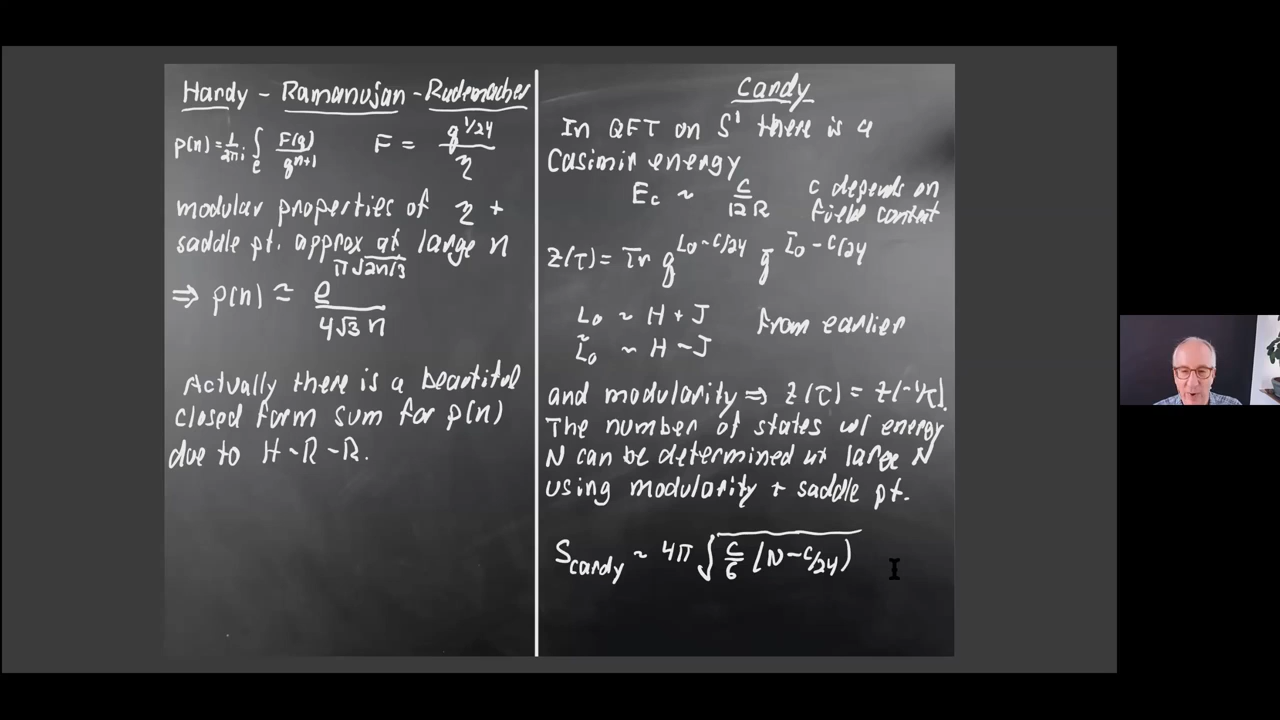 Hardy - Ramanujan - Rademacher
p(n) = 1/2πi ∫_C F(q)/q^{n+1}   F = q^{1/24}/η
modular properties of η +
saddle pt. approx at large n
⇒ p(n) ≈ e^{π√(2n/3)}/(4√3 n)
Actually there is a beautiful
closed form sum for p(n)
due to H-R-R.
Cardy
In QFT on S¹ there is a
Casimir energy
E_c ~ C/12R   c depends on
field content
Z(τ) = Tr q^{L₀-c/24} q̄^{L̄₀-c/24}
L₀ ~ H + J   from earlier
L̄₀ ~ H - J
and modularity ⇒ Z(τ) = Z(-1/τ).
The number of states w/ energy
N can be determined at large N
using modularity + saddle pt.
S_cardy ~ 4π √(c/6 (N - c/24))